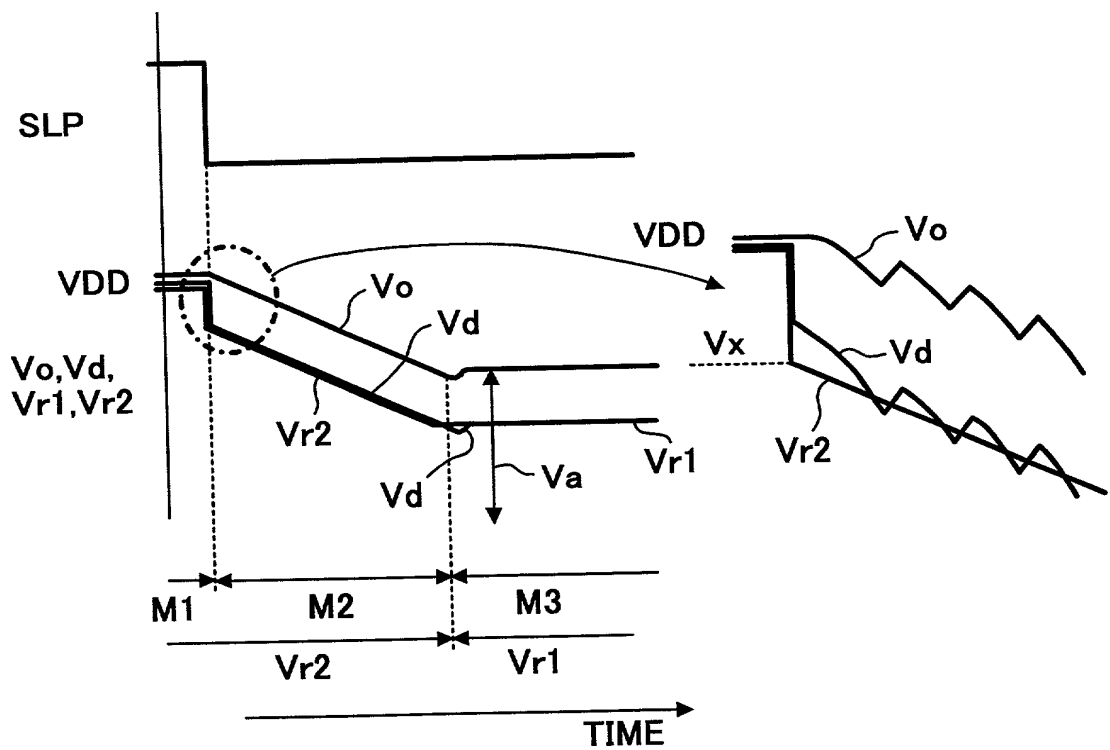 SLP
VDD
Vo
Vd
Vo,Vd,
Vr1,Vr2
Vr2
Vd
Va
Vr1
VDD
Vo
Vx
Vd
Vr2
M1
M2
M3
Vr2
Vr1
TIME